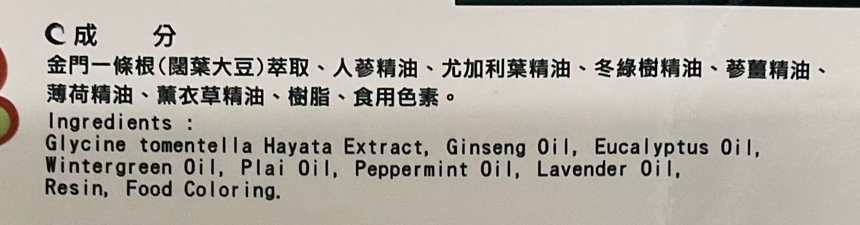 成 分
金門一條根(闊葉大豆)萃取、人蔘精油、尤加利葉精油、冬綠樹精油、蔘薑精油、
薄荷精油、薰衣草精油、樹脂、食用色素。
Ingredients :
Glycine tomentella Hayata Extract, Ginseng Oil, Eucalyptus Oil,
Wintergreen Oil, Plai Oil, Peppermint Oil, Lavender Oil,
Resin, Food Coloring.